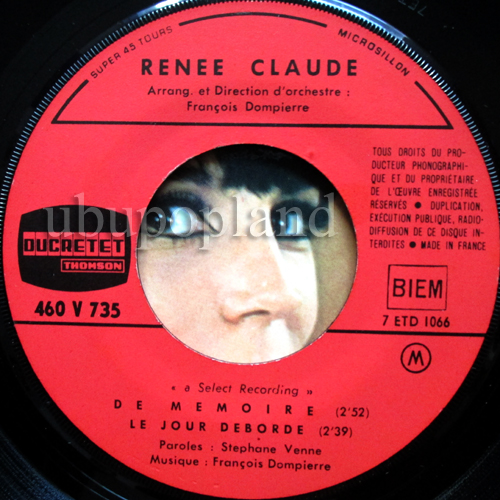 SUPER 45 TOURS
MICROSILLON
RENEE CLAUDE
Arrang. et Direction d'orchestre :
François Dompierre
TOUS DROITS DU PRO-
DUCTEUR PHONOGRAPHI-
QUE ET DU PROPRIÉTAIRE
DE L'ŒUVRE ENREGISTRÉE
RÉSERVÉS ● DUPLICATION,
EXÉCUTION PUBLIQUE, RADIO-
DIFFUSION DE CE DISQUE IN-
TERDITES ● MADE IN FRANCE
ubupopland
DUCRETET
THOMSON
460 V 735
BIEM
7 ETD 1066
M
« a Select Recording »
DE MEMOIRE (2'52)
LE JOUR DEBORDE (2'39)
Paroles : Stephane Venne
Musique : François Dompierre